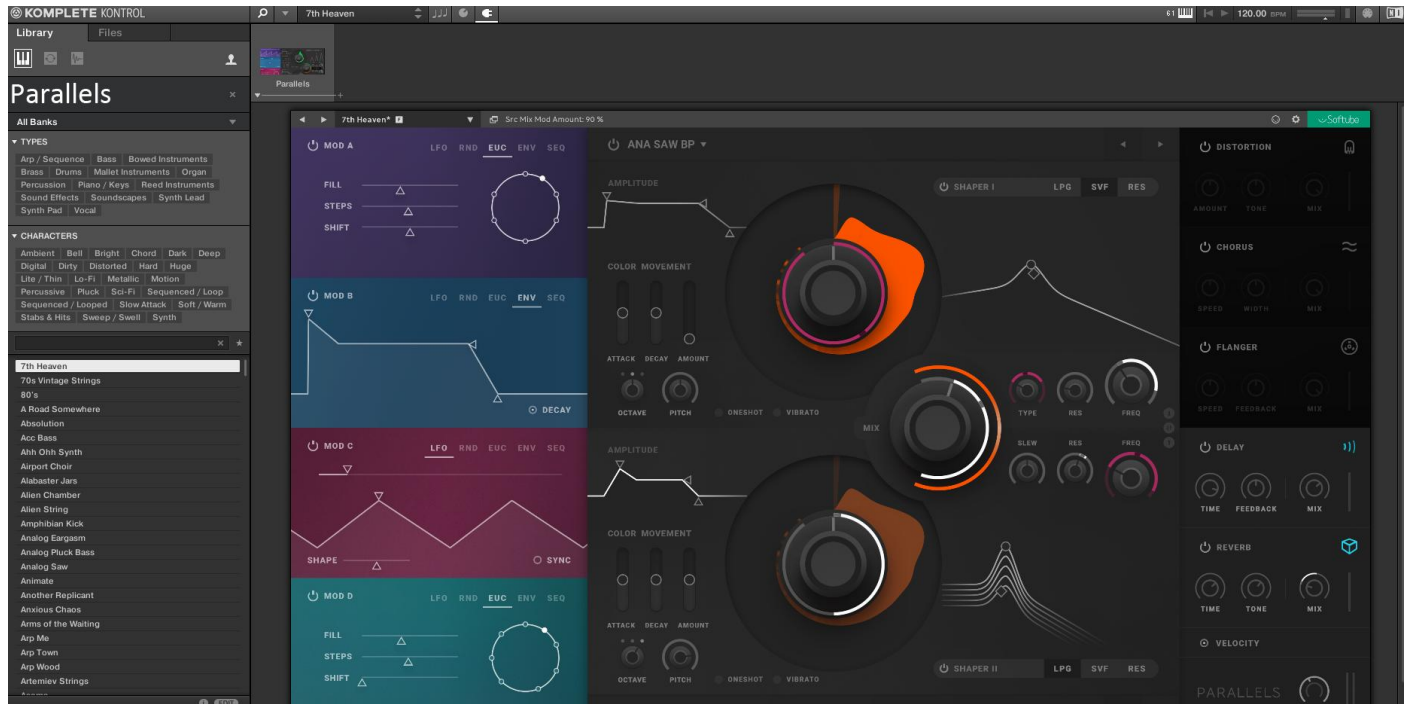 KOMPLETE KONTROL
7th Heaven
61
120.00 BPM
Library Files
Parallels
Parallels
All Banks
TYPES
Arp / Sequence Bass Bowed Instruments
Brass Drums Mallet Instruments Organ
Percussion Piano / Keys Reed Instruments
Sound Effects Soundscapes Synth Lead
Synth Pad Vocal
CHARACTERS
Ambient Bell Bright Chord Dark Deep
Digital Dirty Distorted Hard Huge
Lite / Thin Lo-Fi Metallic Motion
Percussive Pluck Sci-Fi Sequenced / Loop
Sequenced / Looped Slow Attack Soft / Warm
Stabs & Hits Sweep / Swell Synth
7th Heaven
70s Vintage Strings
80's
A Road Somewhere
Absolution
Acc Bass
Ahh Ohh Synth
Airport Choir
Alabaster Jars
Alien Chamber
Alien String
Amphibian Kick
Analog Eargasm
Analog Pluck Bass
Analog Saw
Animate
Another Replicant
Anxious Chaos
Arms of the Waiting
Arp Me
Arp Town
Arp Wood
Artemiev Strings
EDIT
7th Heaven* Src Mix Mod Amount: 90 % Softube
MOD A LFO RND EUC ENV SEQ
FILL
STEPS
SHIFT
MOD B LFO RND EUC ENV SEQ
DECAY
MOD C LFO RND EUC ENV SEQ
SHAPE SYNC
MOD D LFO RND EUC ENV SEQ
FILL
STEPS
SHIFT
ANA SAW BP
AMPLITUDE
COLOR MOVEMENT
ATTACK DECAY AMOUNT
OCTAVE PITCH ONESHOT VIBRATO
SHAPER I LPG SVF RES
MIX
TYPE RES FREQ
SLEW RES FREQ
AMPLITUDE
COLOR MOVEMENT
ATTACK DECAY AMOUNT
OCTAVE PITCH ONESHOT VIBRATO
SHAPER II LPG SVF RES
DISTORTION
AMOUNT TONE MIX
CHORUS
SPEED WIDTH MIX
FLANGER
SPEED FEEDBACK MIX
DELAY
TIME FEEDBACK MIX
REVERB
TIME TONE MIX
VELOCITY
PARALLELS